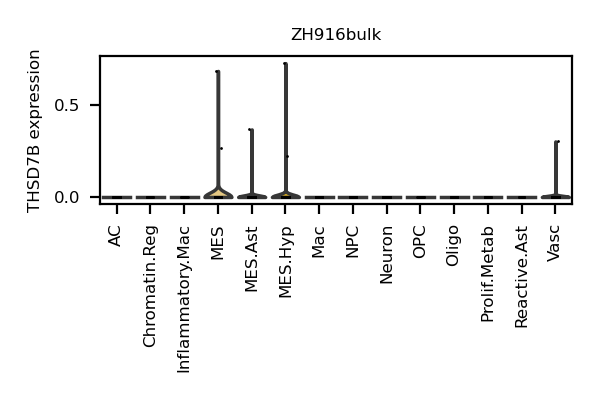 ZH916bulk
THSD7B expression
0.5
0.0
AC
Chromatin.Reg
Inflammatory.Mac
MES
MES.Ast
MES.Hyp
Mac
NPC
Neuron
OPC
Oligo
Prolif.Metab
Reactive.Ast
Vasc